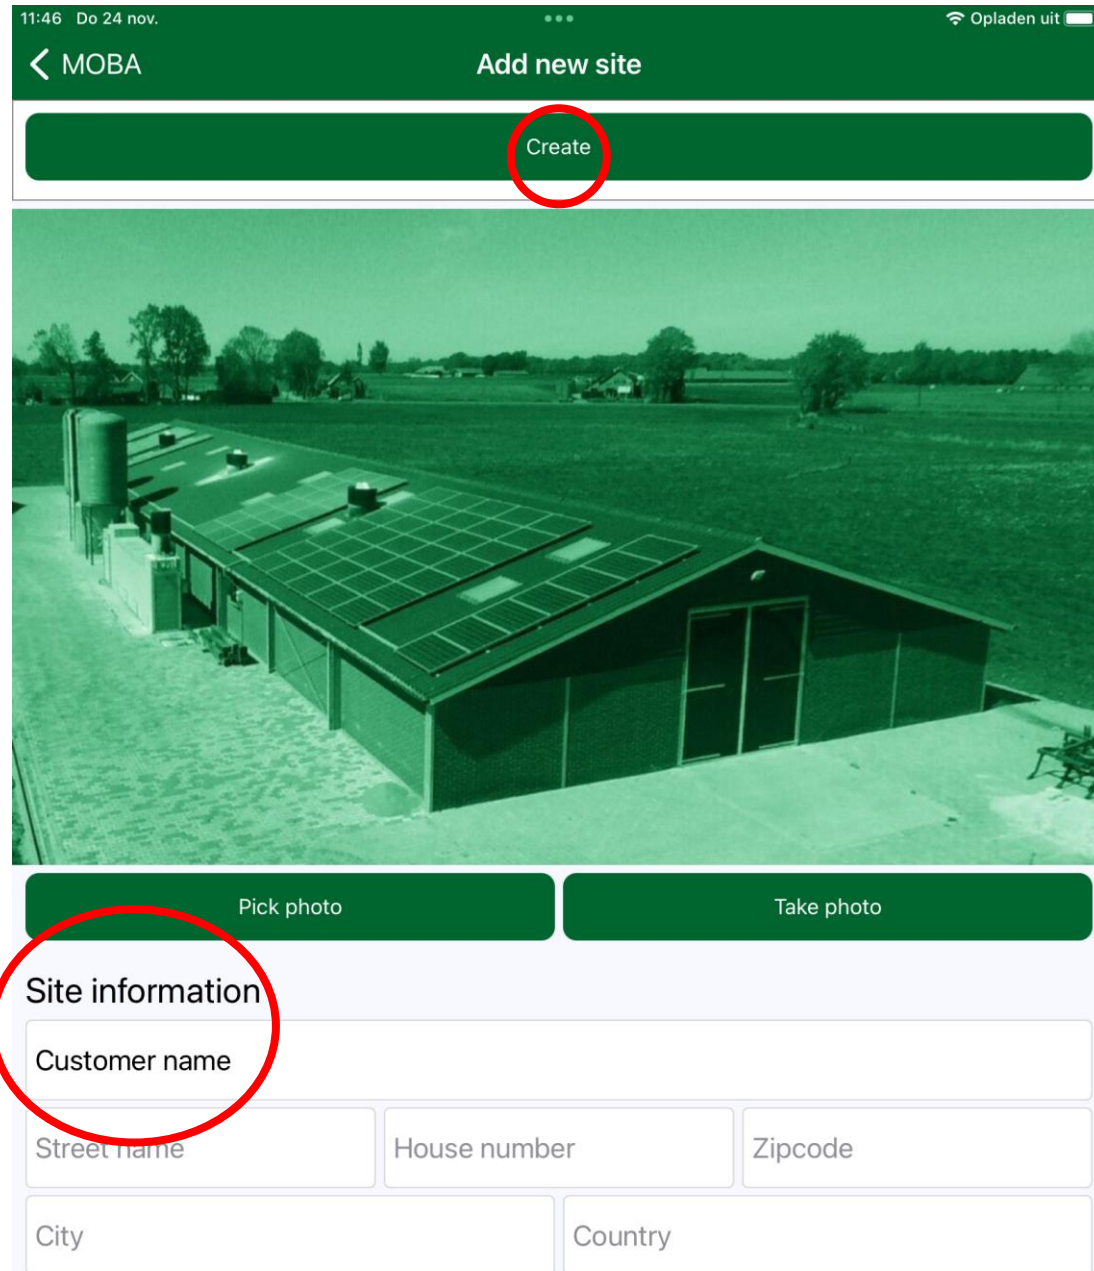 11:46 Do 24 nov. Opladen uit
MOBA Add new site
Create
Pick photo Take photo
Site information
Customer name
Street name House number Zipcode
City Country